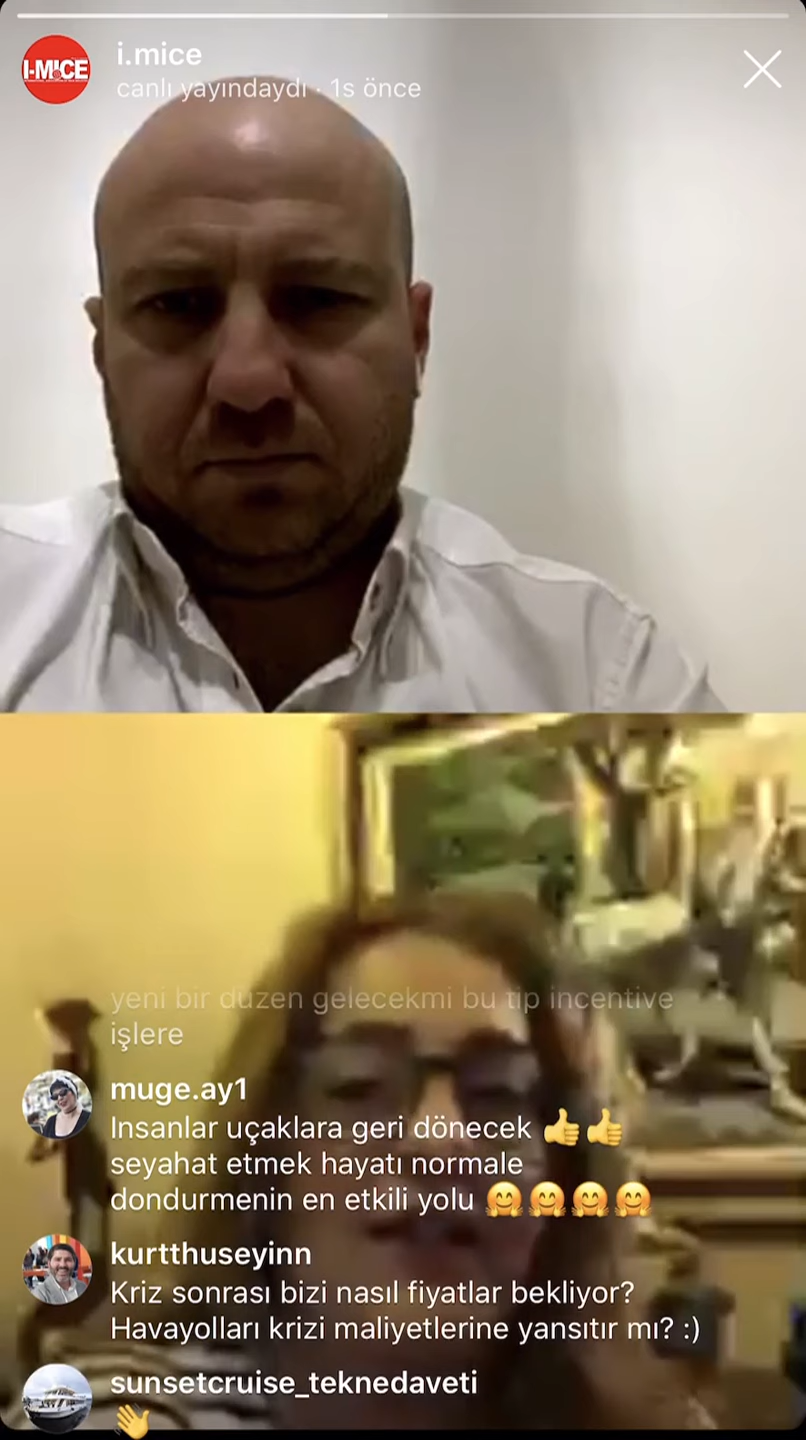 I-MICE
i.mice
canlı yayındaydı · 1s önce
yeni bir düzen gelecekmi bu tip incentive
işlere
muge.ay1
Insanlar uçaklara geri dönecek 👍👍
seyahat etmek hayatı normale
dondurmenin en etkili yolu 🤗🤗🤗🤗
kurtthuseyinn
Kriz sonrası bizi nasıl fiyatlar bekliyor?
Havayolları krizi maliyetlerine yansıtır mı? :)
sunsetcruise_teknedaveti
👋